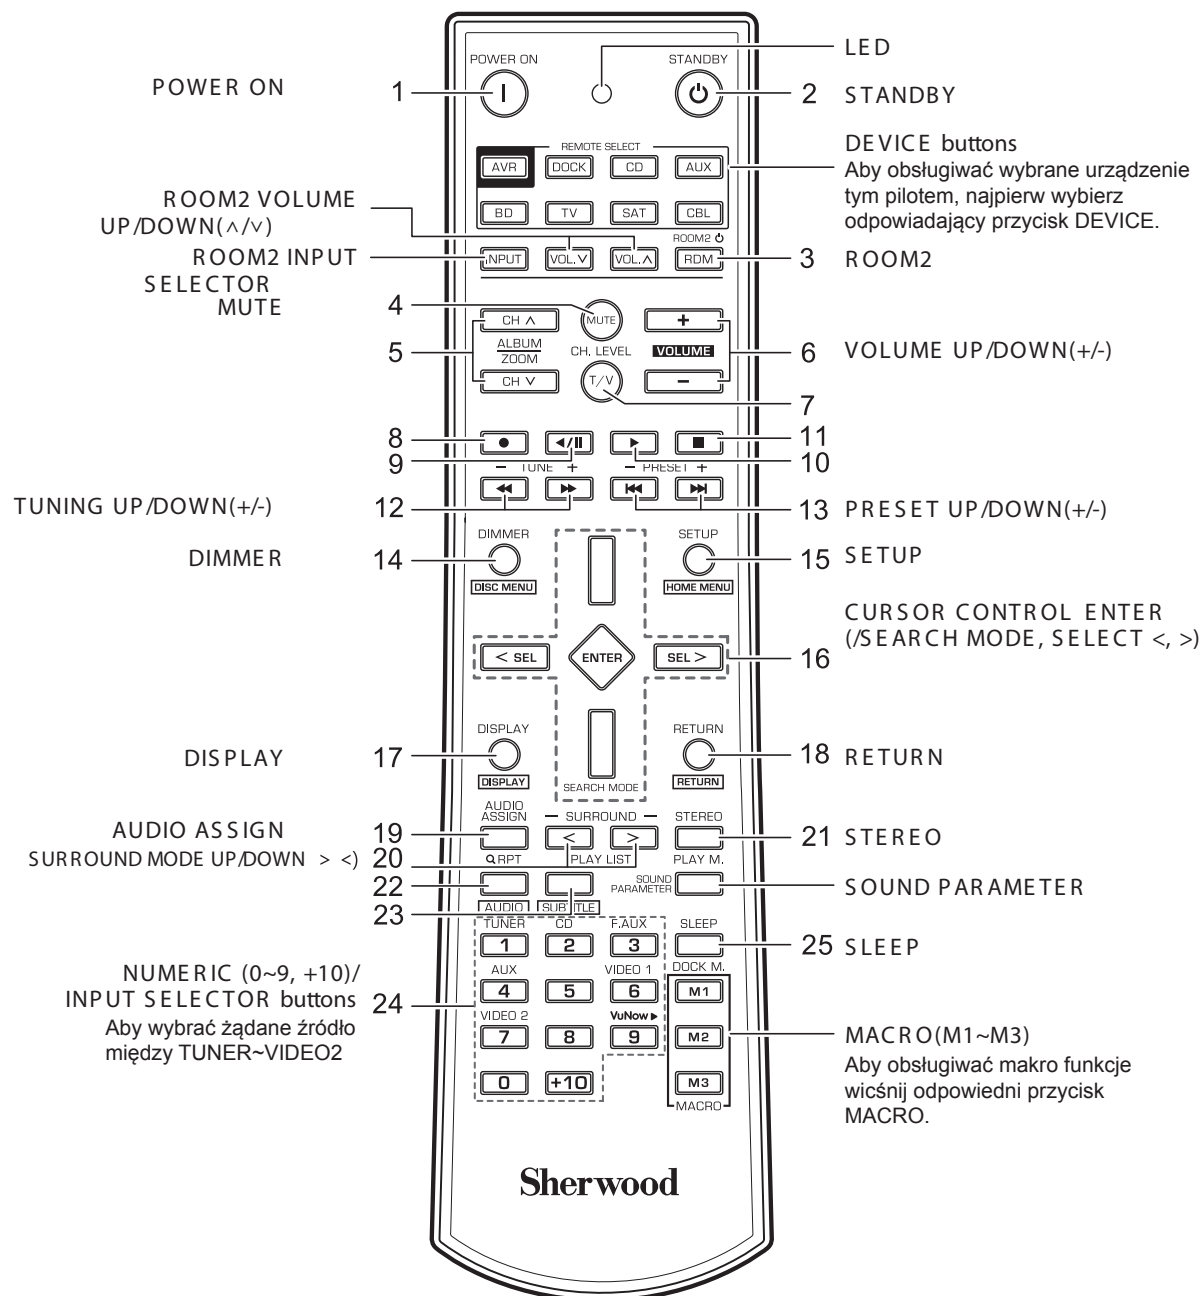 LED
POWER ON
STANDBY
POWER ON
1
2
STANDBY
REMOTE SELECT
AVR
DOCK
CD
AUX
DEVICE buttons
Aby obsługiwać wybrane urządzenie
tym pilotem, najpierw wybierz
odpowiadający przycisk DEVICE.
BD
TV
SAT
CBL
ROOM2 VOLUME
UP/DOWN(∧/∨)
ROOM2 ⏻
INPUT
VOL.∨
VOL.∧
RDM
3
ROOM2
ROOM2 INPUT
SELECTOR
MUTE
4
MUTE
CH ∧
+
5
ALBUM
ZOOM
CH. LEVEL
VOLUME
6
VOLUME UP/DOWN(+/-)
CH ∨
T/V
−
7
8
●
◀/II
▶
■
11
9
10
− TUNE +
− PRESET +
TUNING UP/DOWN(+/-)
12
◀◀
▶▶
|◀◀
▶▶|
13
PRESET UP/DOWN(+/-)
DIMMER
SETUP
DIMMER
14
15
SETUP
DISC MENU
HOME MENU
CURSOR CONTROL ENTER
(/SEARCH MODE, SELECT <, >)
< SEL
ENTER
SEL >
16
DISPLAY
RETURN
DISPLAY
17
18
RETURN
DISPLAY
SEARCH MODE
RETURN
AUDIO
ASSIGN
− SURROUND −
STEREO
AUDIO ASSIGN
19
<
>
21
STEREO
SURROUND MODE UP/DOWN > <)
20
RPT
PLAY LIST
PLAY M.
22
SOUND
PARAMETER
SOUND PARAMETER
AUDIO
SUBTITLE
23
TUNER
CD
F.AUX
SLEEP
1
2
3
25
SLEEP
AUX
VIDEO 1
DOCK M.
NUMERIC (0~9, +10)/
INPUT SELECTOR buttons
Aby wybrać żądane źródło
między TUNER~VIDEO2
24
4
5
6
M1
VIDEO 2
VuNow ▶
7
8
9
M2
0
+10
M3
MACRO
MACRO(M1~M3)
Aby obsługiwać makro funkcje
wicśnij odpowiedni przycisk
MACRO.
Sherwood